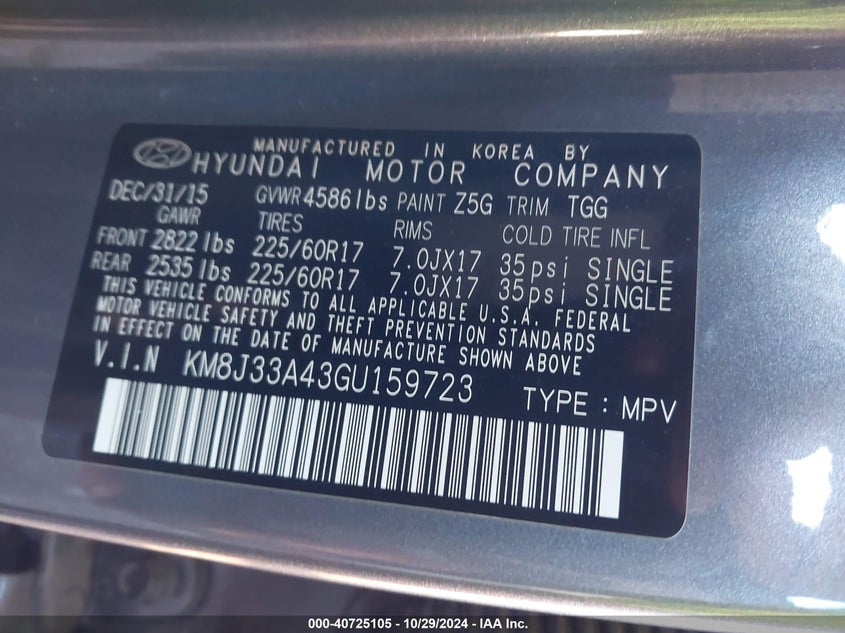 MANUFACTURED IN KOREA BY
HYUNDAI MOTOR COMPANY
DEC/31/15 GVWR 4586lbs PAINT Z5G TRIM TGG
GAWR TIRES RIMS COLD TIRE INFL
FRONT 2822 lbs 225/60R17 7.0JX17 35psi SINGLE
REAR 2535 lbs 225/60R17 7.0JX17 35psi SINGLE
THIS VEHICLE CONFORMS TO ALL APPLICABLE U.S.A. FEDERAL
MOTOR VEHICLE SAFETY AND THEFT PREVENTION STANDARDS
IN EFFECT ON THE DATE OF MANUFACTURE SHOWN ABOVE
V.I.N KM8J33A43GU159723
TYPE : MPV
000-40725105 - 10/29/2024 - IAA Inc.